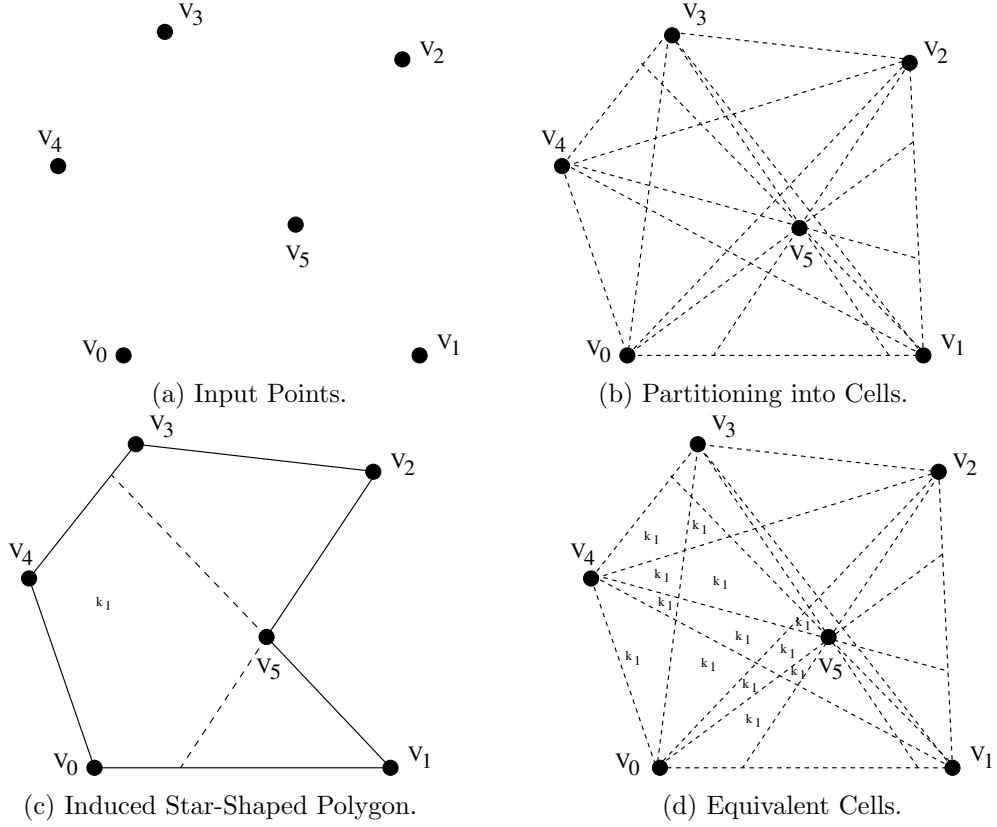 V3
V2
V4
V5
V0
V1
(a) Input Points.
V3
V2
V4
V5
V0
V1
(b) Partitioning into Cells.
V3
V2
V4
k1
V5
V0
V1
(c) Induced Star-Shaped Polygon.
V3
V2
k1
k1
V4
k1
k1
k1
k1
k1
k1
k1
k1
k1
V5
k1
k1
V0
V1
(d) Equivalent Cells.